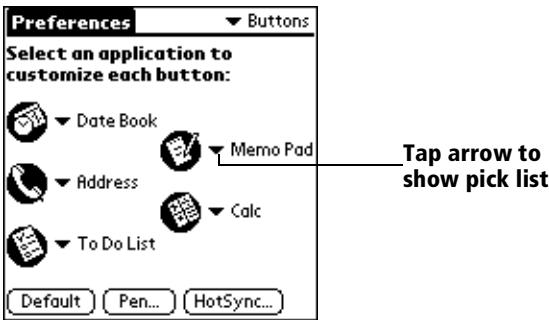 Preferences
Buttons
Select an application to
customize each button:
Date Book
Memo Pad
Address
Calc
To Do List
Default Pen... HotSync...
Tap arrow to
show pick list